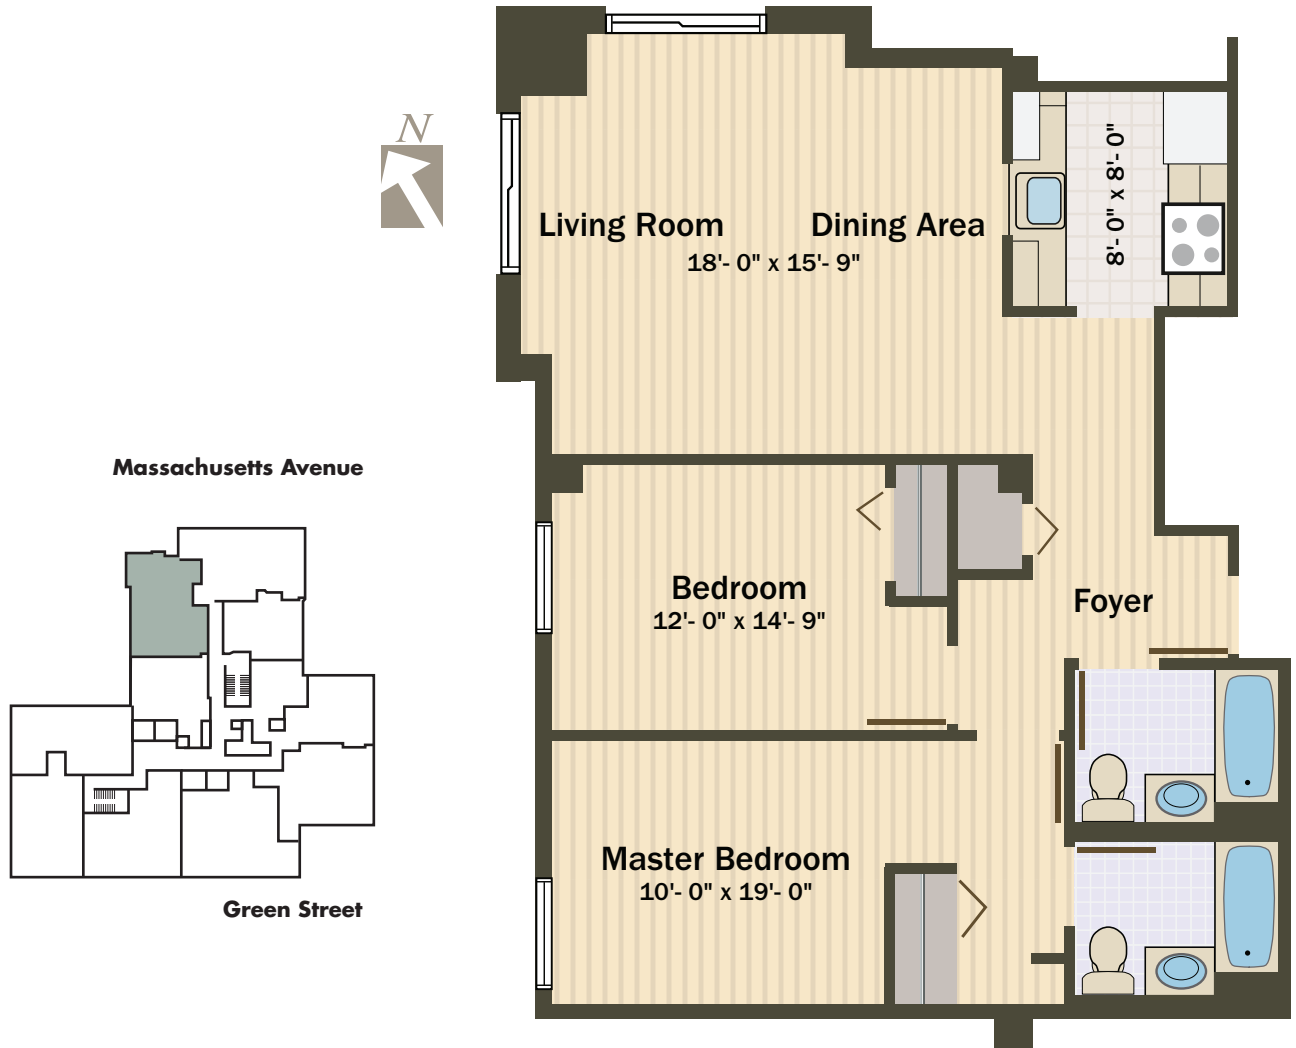 N
Living Room
Dining Area
18'- 0" x 15'- 9"
8'- 0" x 8'- 0"
Massachusetts Avenue
Bedroom
12'- 0" x 14'- 9"
Foyer
Master Bedroom
10'- 0" x 19'- 0"
Green Street